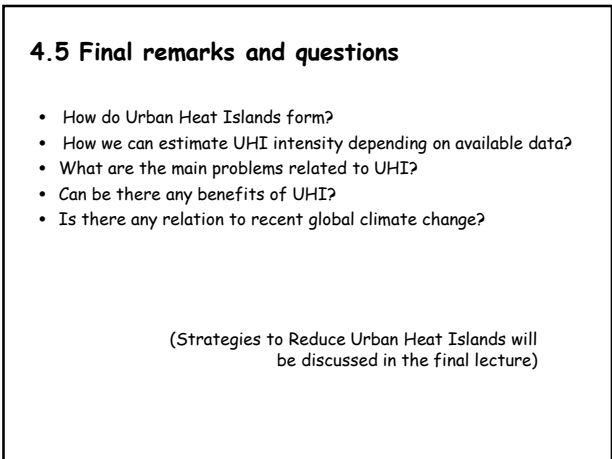 4.5 Final remarks and questions
• How do Urban Heat Islands form?
• How we can estimate UHI intensity depending on available data?
• What are the main problems related to UHI?
• Can be there any benefits of UHI?
• Is there any relation to recent global climate change?
(Strategies to Reduce Urban Heat Islands will
be discussed in the final lecture)